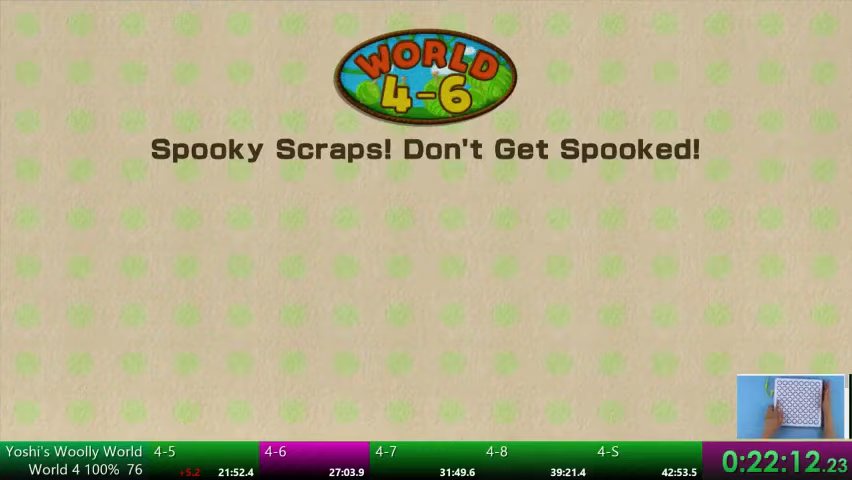 WORLD
4-6
Spooky Scraps! Don't Get Spooked!
Yoshi's Woolly World
World 4 100% 76
4-5
+5.2 21:52.4
4-6
27:03.9
4-7
31:49.6
4-8
39:21.4
4-S
42:53.5
0:22:12.23